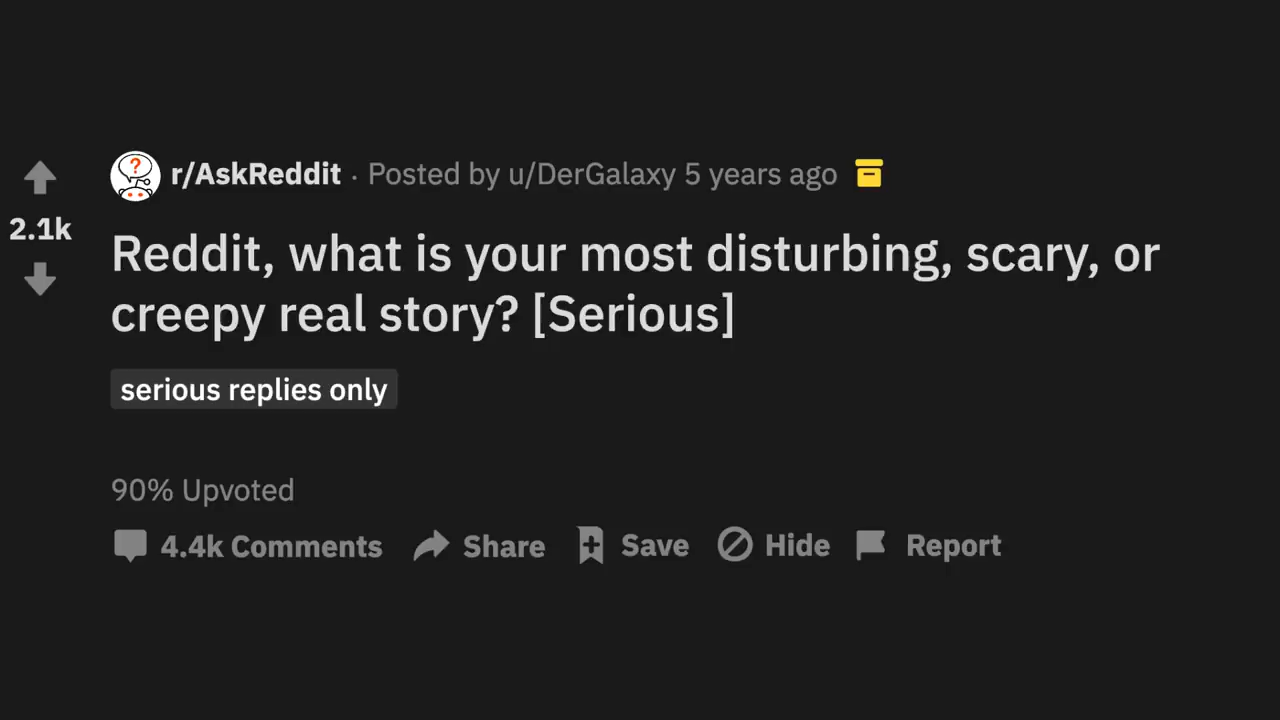 r/AskReddit · Posted by u/DerGalaxy 5 years ago
2.1k
Reddit, what is your most disturbing, scary, or
creepy real story? [Serious]
serious replies only
90% Upvoted
4.4k Comments Share Save Hide Report